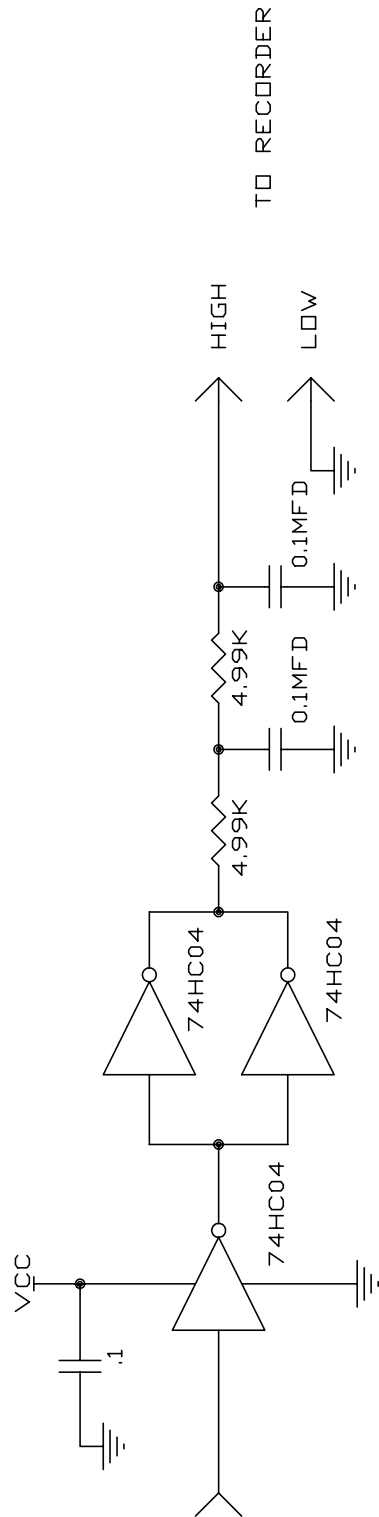 VCC
.1
74HC04
74HC04
74HC04
4.99K
4.99K
0.1MFD
0.1MFD
HIGH
LOW
TO RECORDER